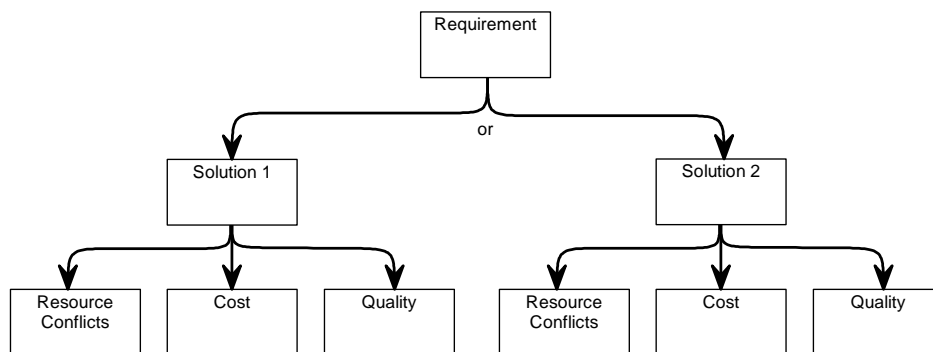 Requirement
or
Solution 1
Solution 2
Resource
Conflicts
Cost
Quality
Resource
Conflicts
Cost
Quality